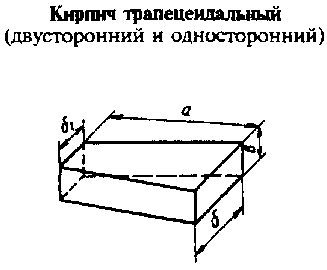 Кирпич трапецеидальный
(двусторонний и односторонний)
а
б₁
в
б